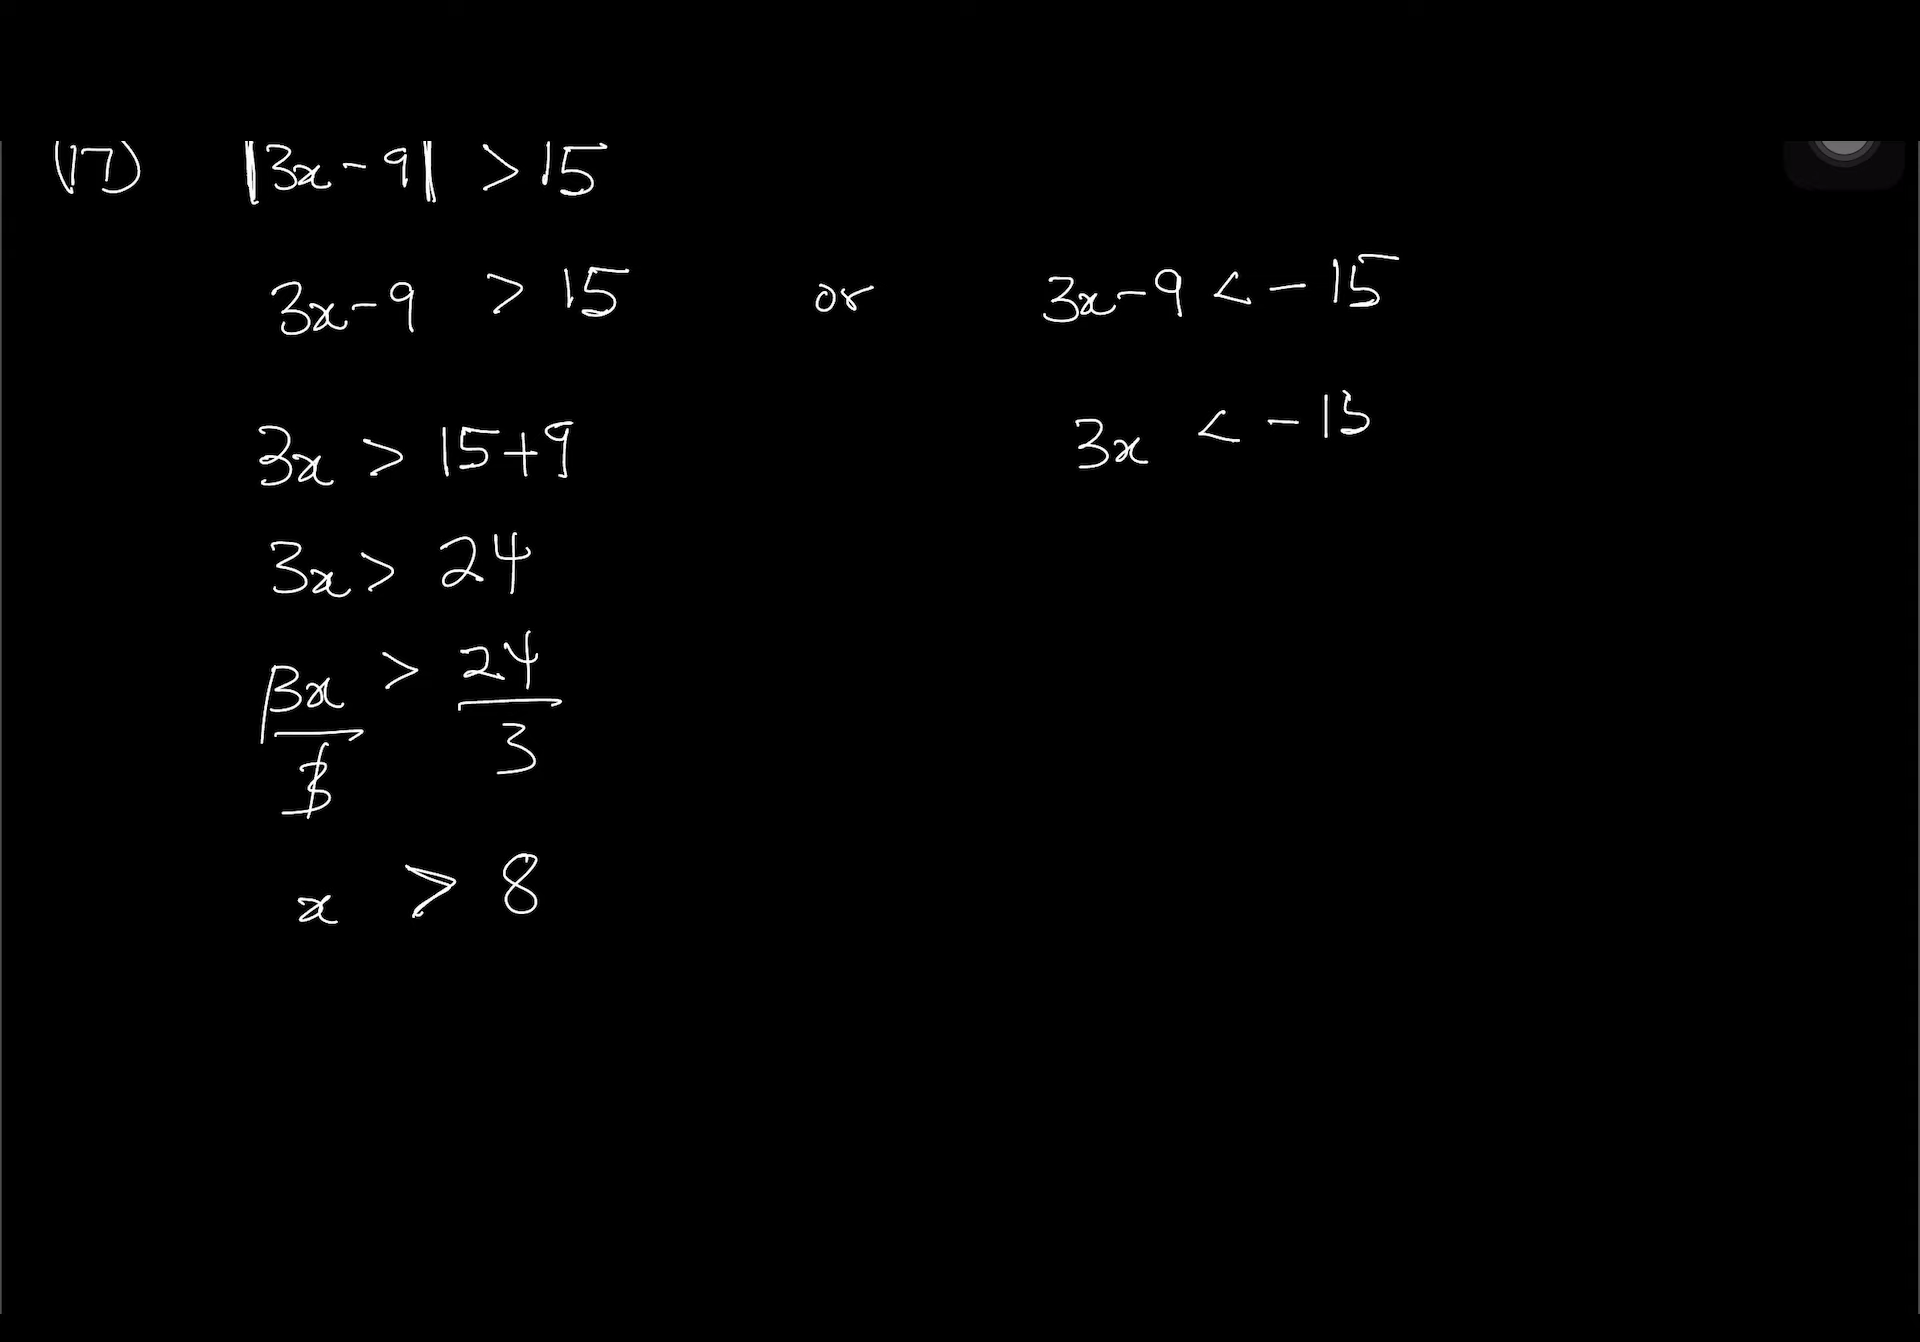 (17) |3x-9| > 15
3x-9 > 15 or 3x-9 < -15
3x > 15+9 3x < -15
3x > 24
3x/3 > 24/3
x > 8